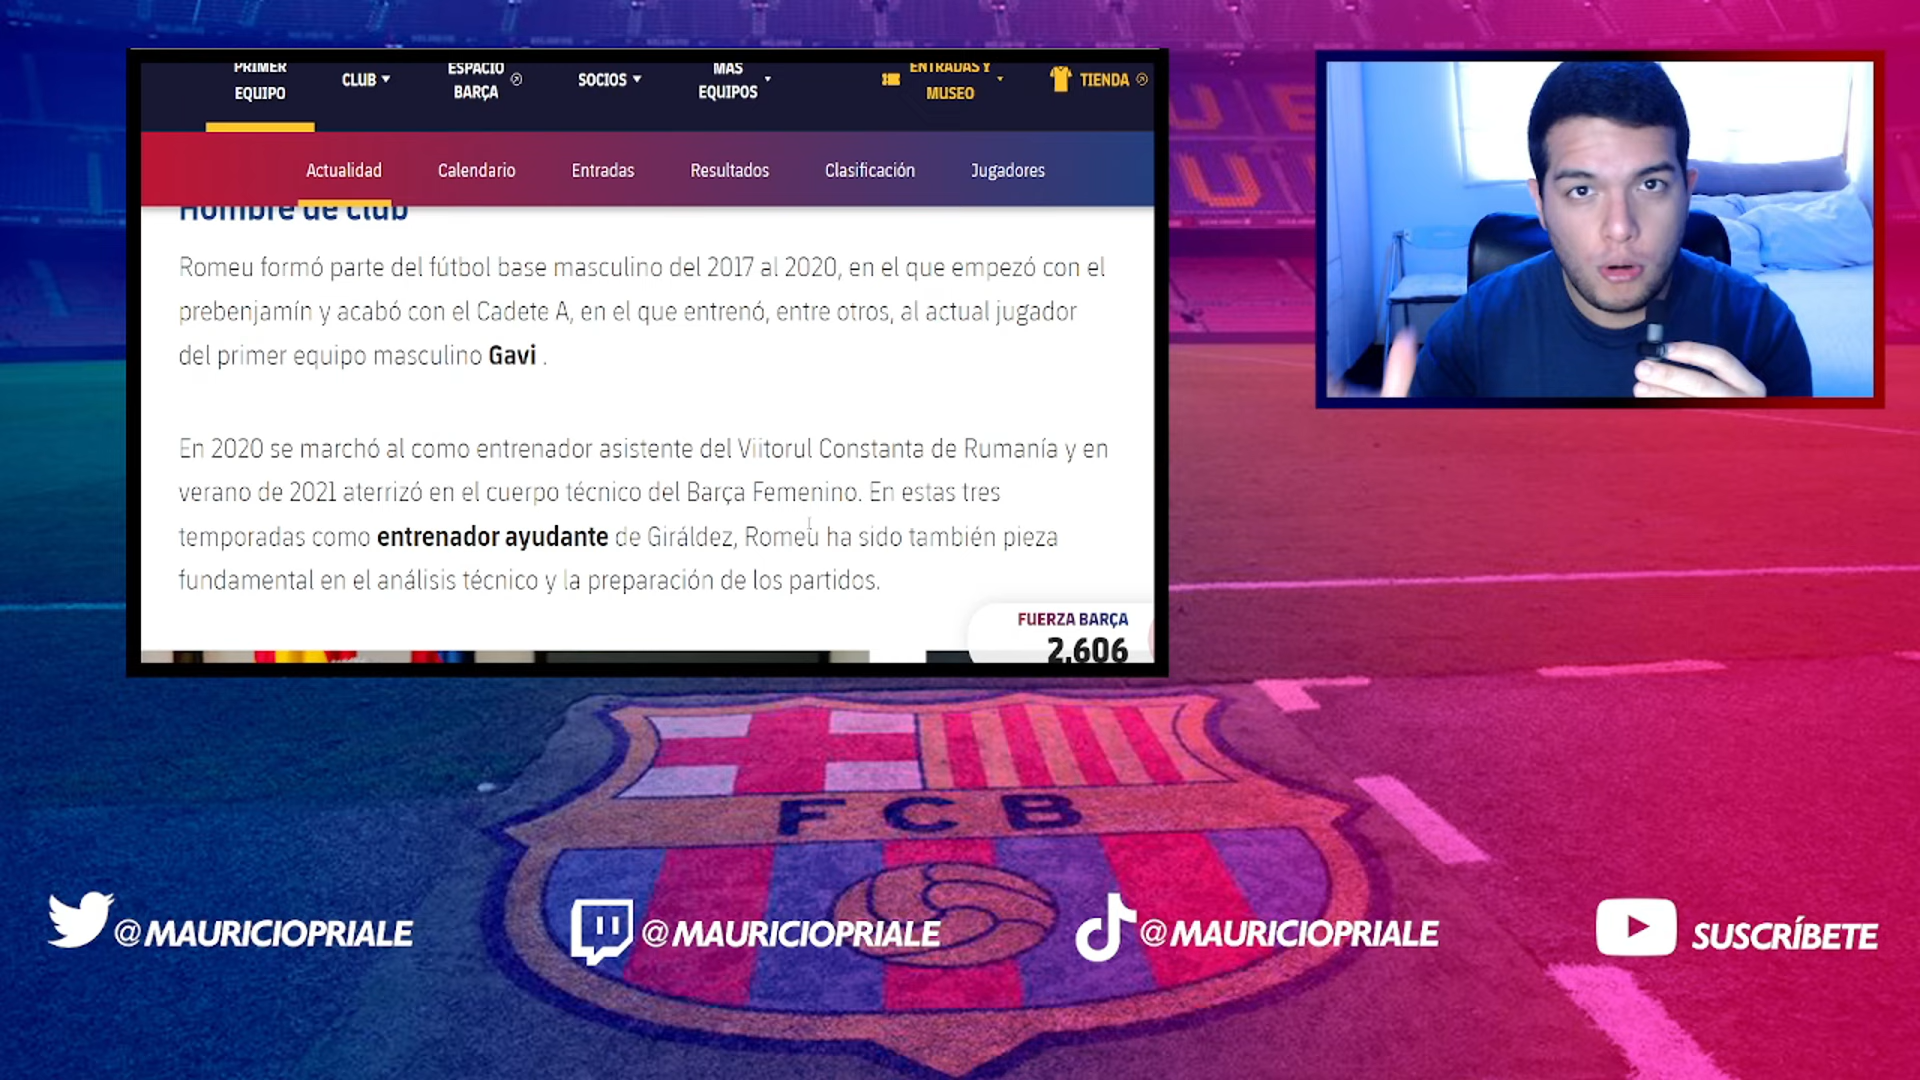 PRIMER
EQUIPO
CLUB
ESPACIO
BARÇA
SOCIOS
MAS
EQUIPOS
ENTRADAS Y
MUSEO
TIENDA
Actualidad
Calendario
Entradas
Resultados
Clasificación
Jugadores
Hombre de club
Romeu formó parte del fútbol base masculino del 2017 al 2020, en el que empezó con el
prebenjamín y acabó con el Cadete A, en el que entrenó, entre otros, al actual jugador
del primer equipo masculino Gavi .
En 2020 se marchó al como entrenador asistente del Viitorul Constanta de Rumanía y en
verano de 2021 aterrizó en el cuerpo técnico del Barça Femenino. En estas tres
temporadas como entrenador ayudante de Giráldez, Romeu ha sido también pieza
fundamental en el análisis técnico y la preparación de los partidos.
FUERZA BARÇA
2,606
FCB
@MAURICIOPRIALE
@MAURICIOPRIALE
@MAURICIOPRIALE
SUSCRÍBETE